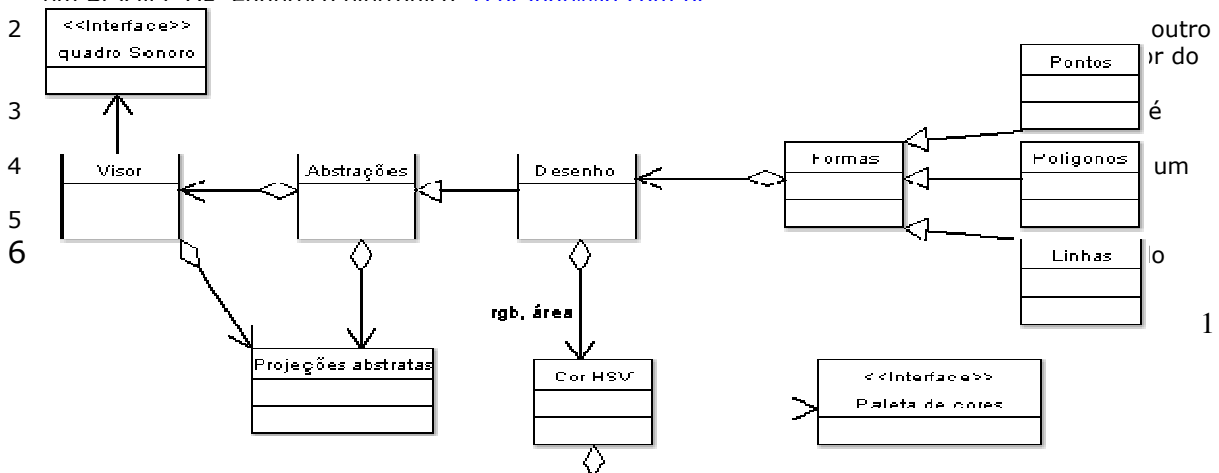 2
<<Interface>>
quadro Sonoro
outro
or do
Pontos
3
é
4
Visor
Abstrações
Desenho
Formas
Polígonos
um
5
6
Linhas
lo
rgb, área
1
Projeções abstratas
Cor HSV
<<Interface>>
Paleta de cores